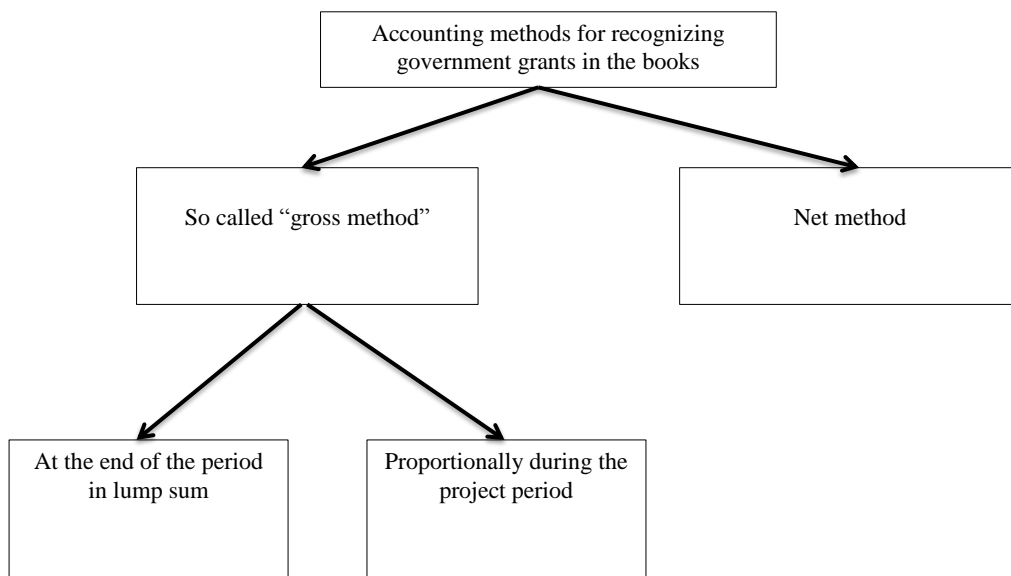 Accounting methods for recognizing
government grants in the books
So called “gross method”
Net method
At the end of the period
in lump sum
Proportionally during the
project period